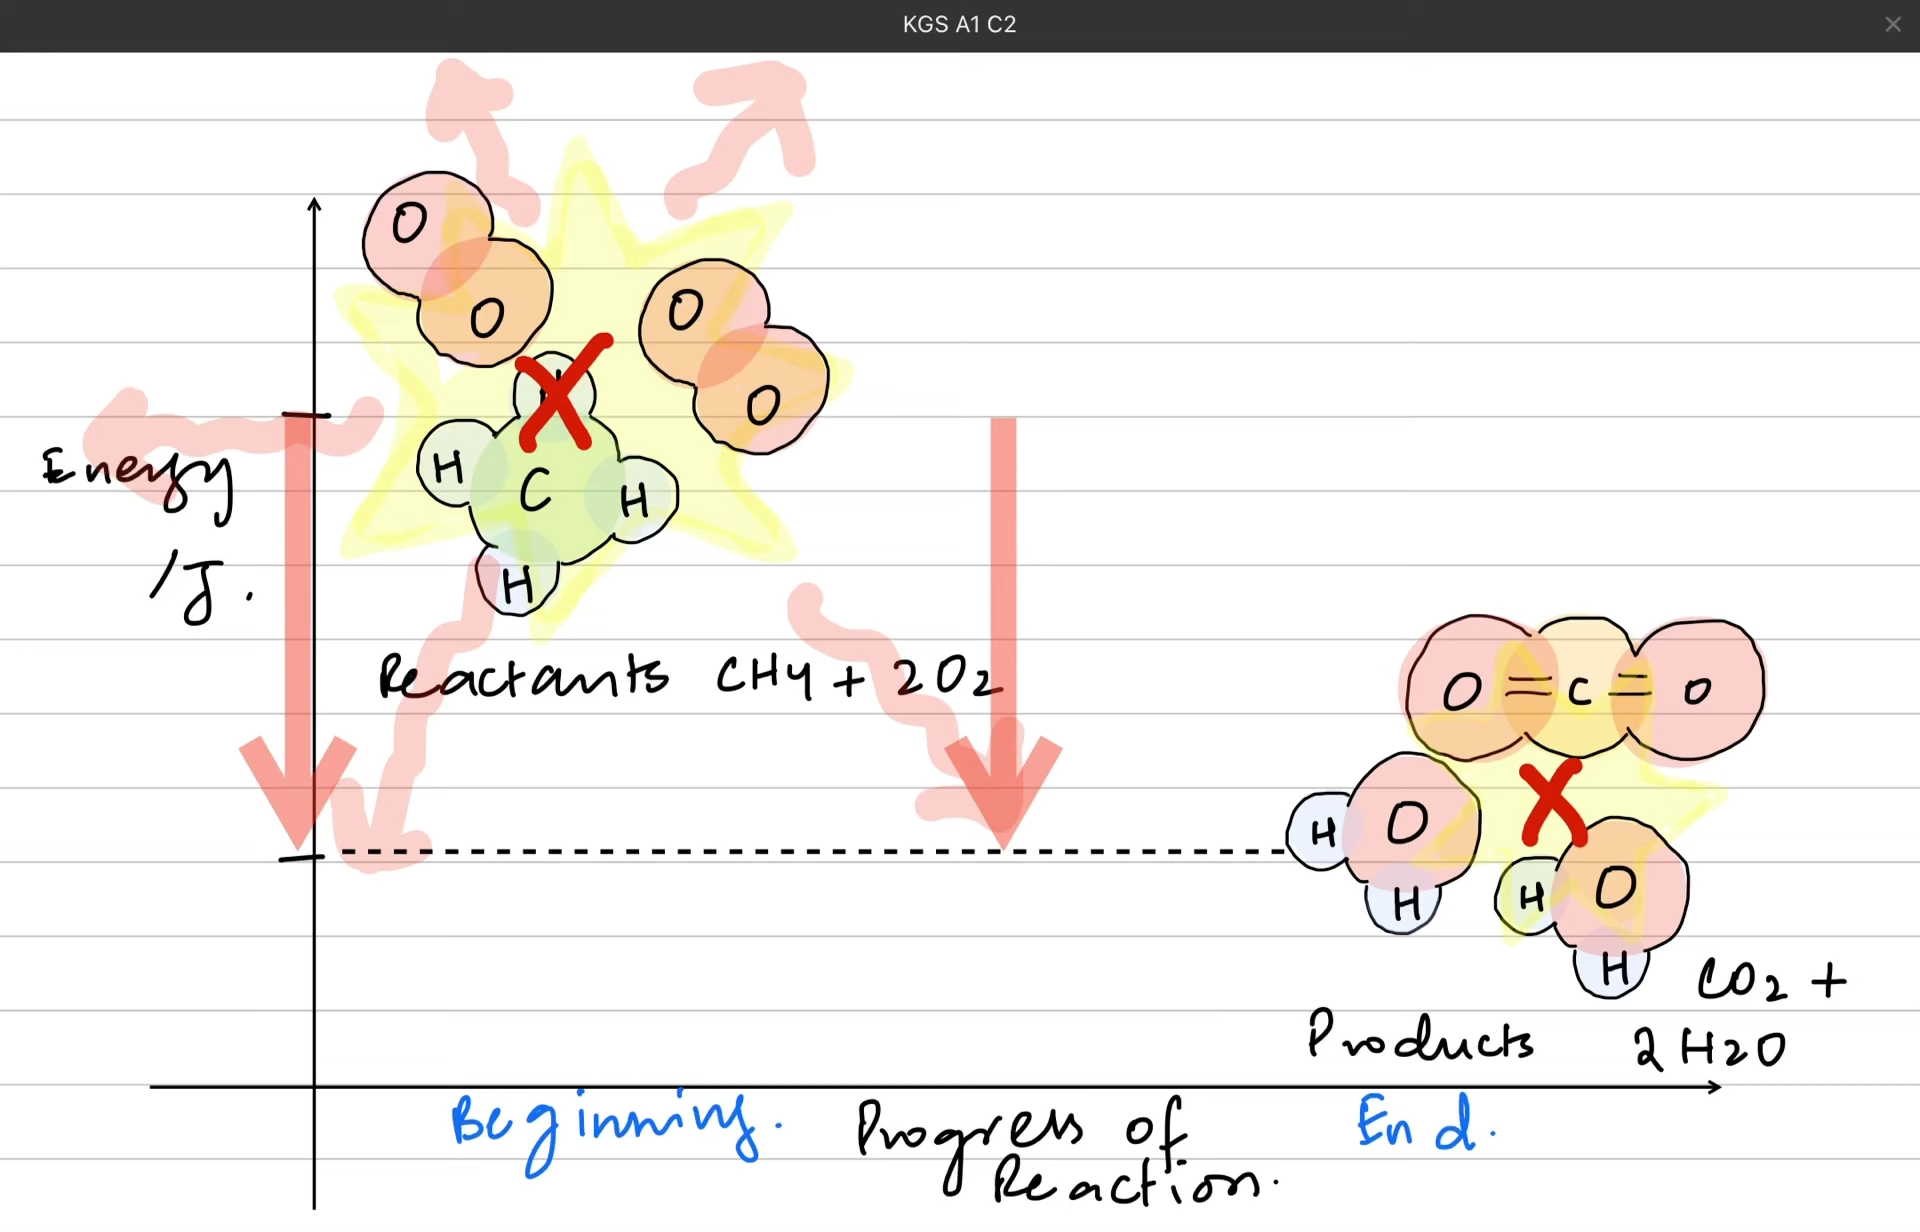 KGS A1 C2
O
O
O
O
H
C
H
H
Energy
/J.
Reactants CH4 + 2O2
O = C = O
H O
H
H O
H
CO2 +
Products 2H2O
Beginning. Progress of End.
Reaction.